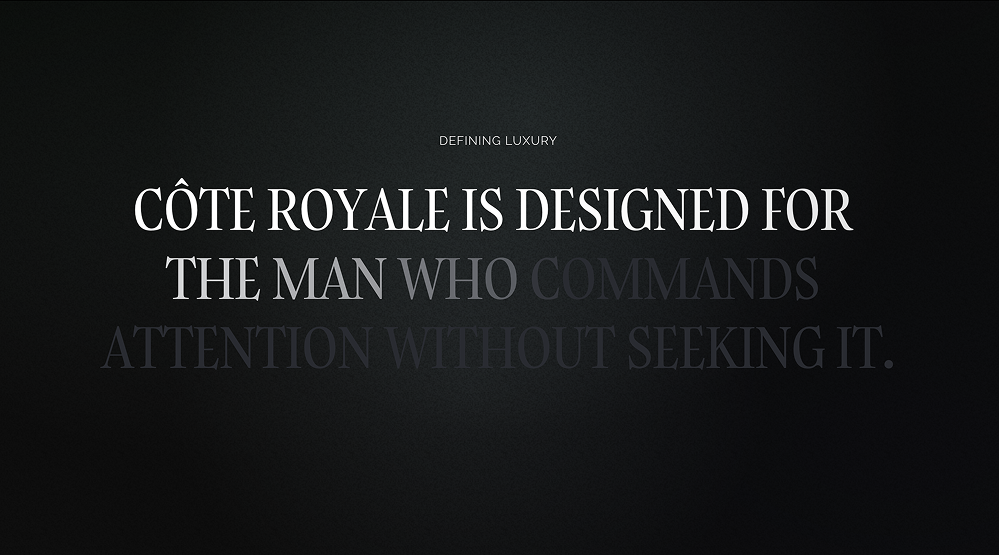 DEFINING LUXURY
CÔTE ROYALE IS DESIGNED FOR
THE MAN WHO COMMANDS
ATTENTION WITHOUT SEEKING IT.